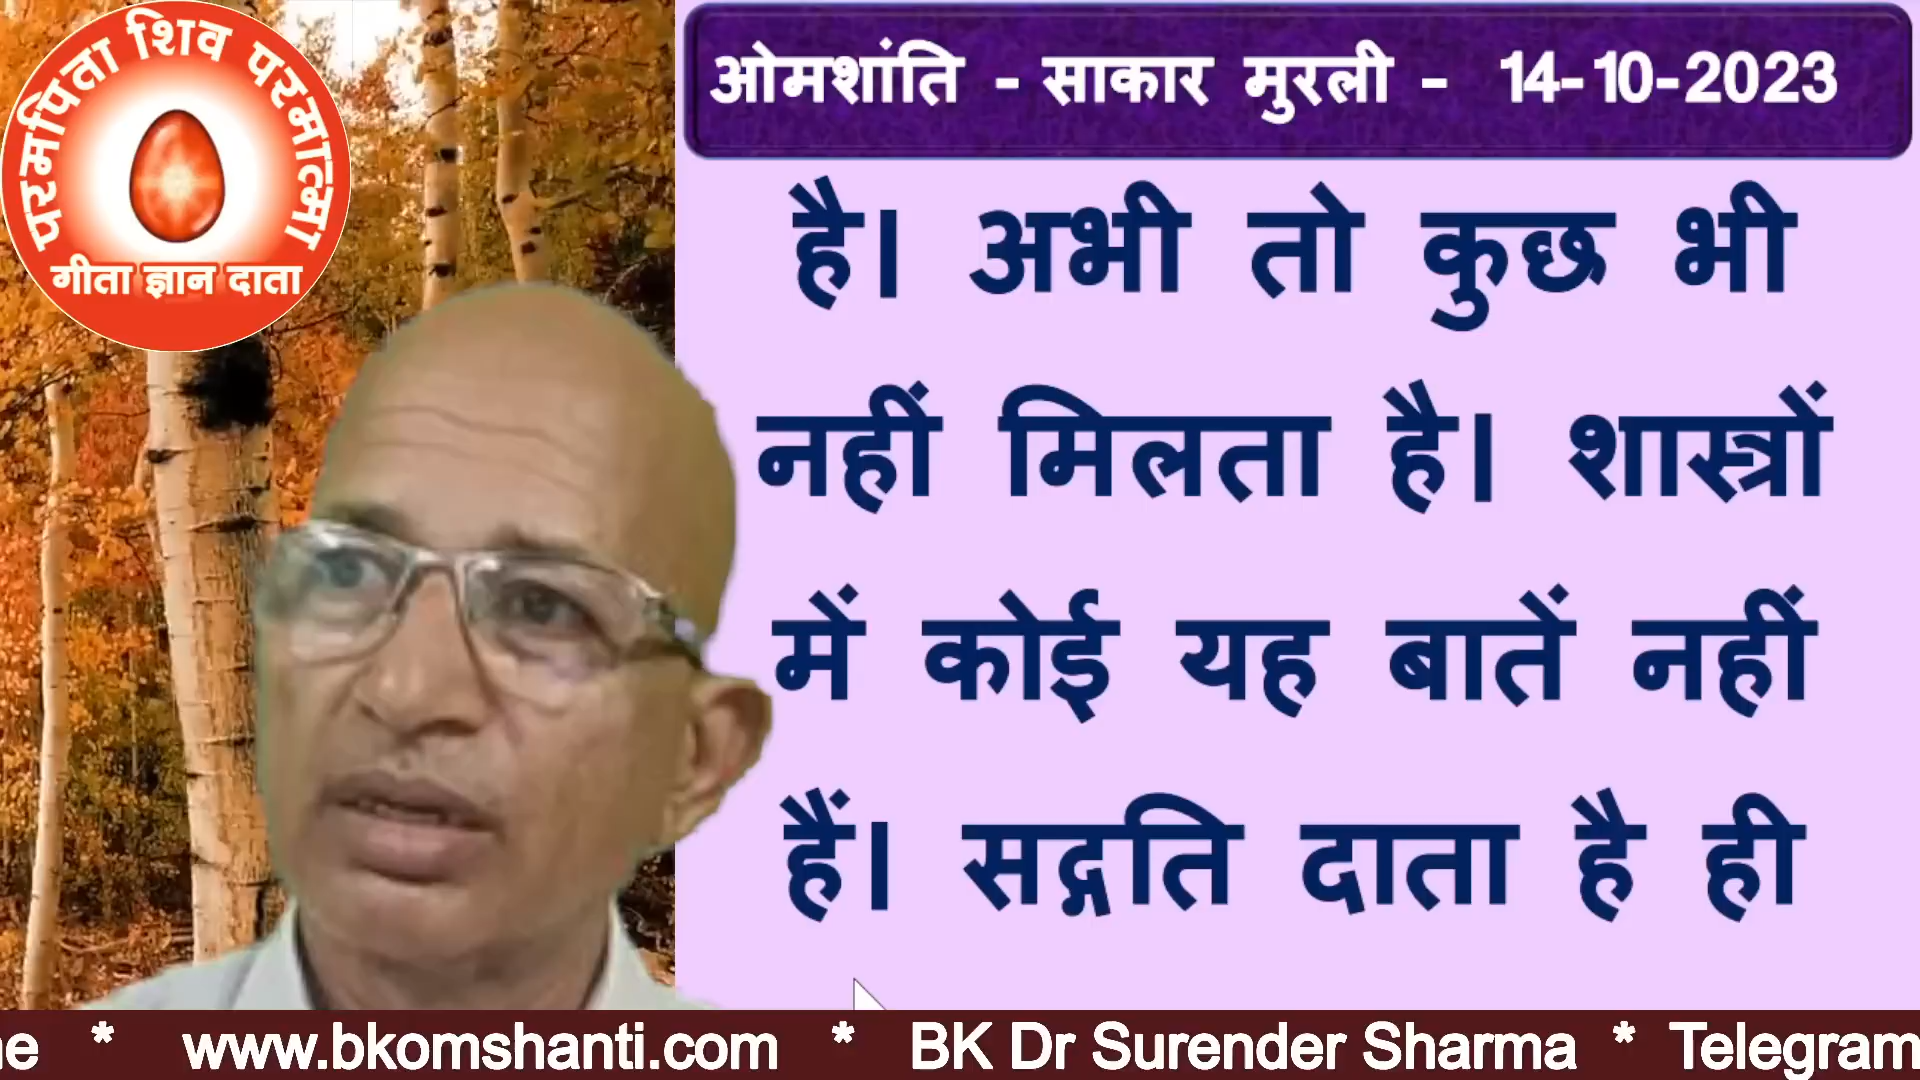 परमपिता शिव परमात्मा
गीता ज्ञान दाता
ओमशांति - साकार मुरली - 14-10-2023
है। अभी तो कुछ भी
नहीं मिलता है। शास्त्रों
में कोई यह बातें नहीं
हैं। सद्गति दाता है ही
* www.bkomshanti.com * BK Dr Surender Sharma * Telegram